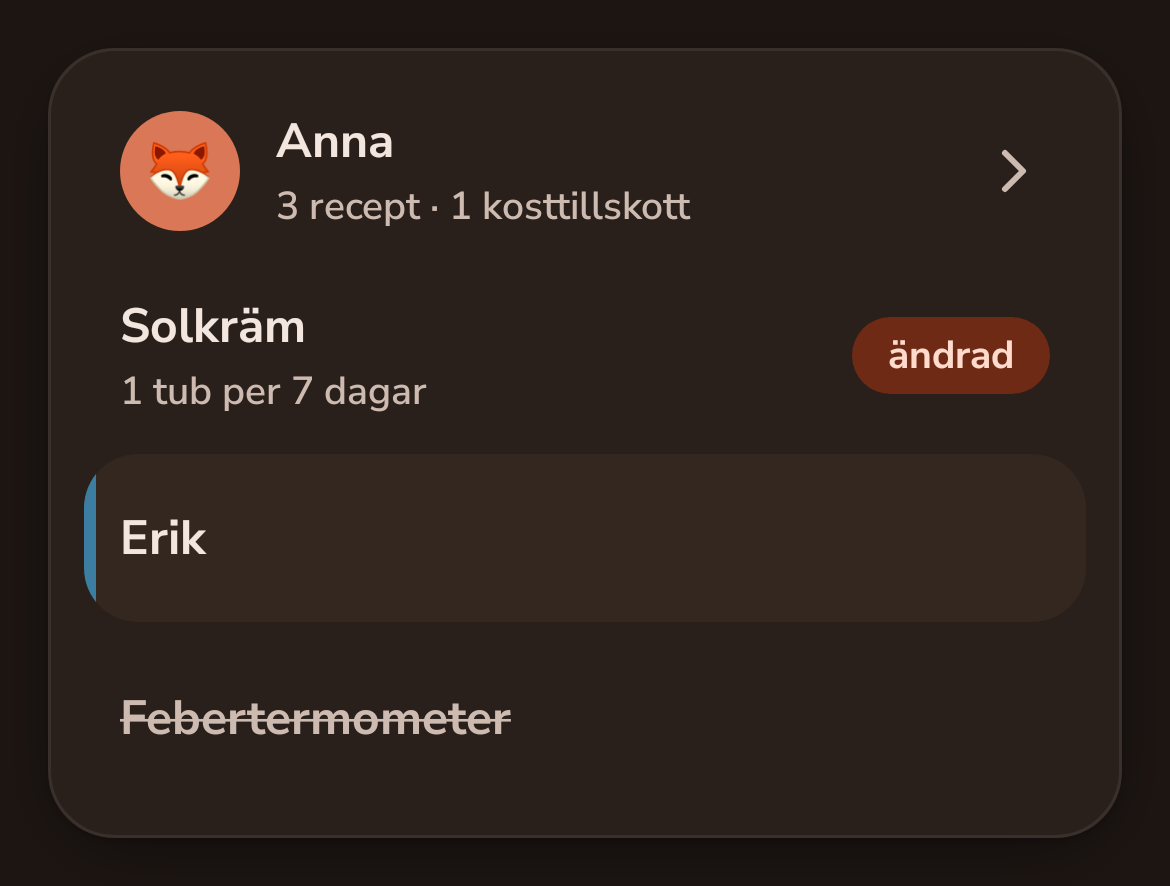 Anna
3 recept · 1 kosttillskott
Solkräm
ändrad
1 tub per 7 dagar
Erik
Febertermometer